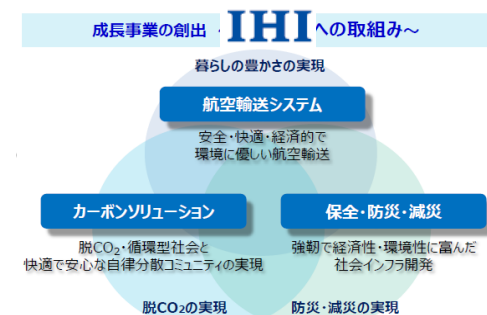 成長事業の創出 IHI への取組み～
暮らしの豊かさの実現
航空輸送システム
安全・快適・経済的で
環境に優しい航空輸送
カーボンソリューション
保全・防災・減災
脱CO₂・循環型社会と
快適で安心な自律分散コミュニティの実現
強靭で経済性・環境性に富んだ
社会インフラ開発
脱CO₂の実現
防災・減災の実現